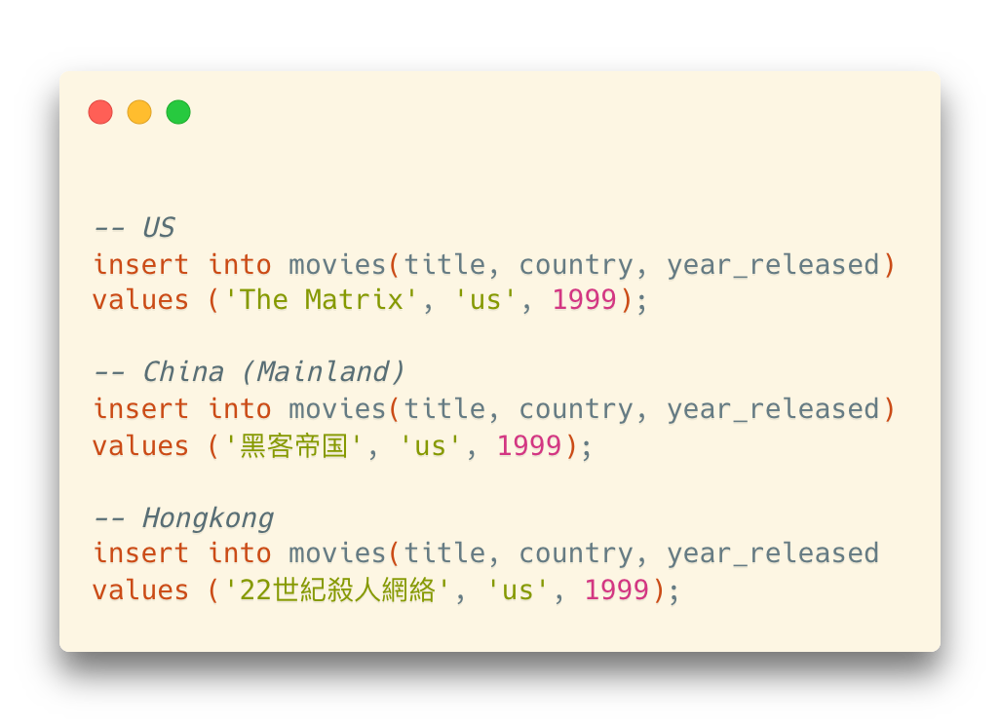 -- US
insert into movies(title, country, year_released)
values ('The Matrix', 'us', 1999);
-- China (Mainland)
insert into movies(title, country, year_released)
values ('黑客帝国', 'us', 1999);
-- Hongkong
insert into movies(title, country, year_released
values ('22世紀殺人網絡', 'us', 1999);